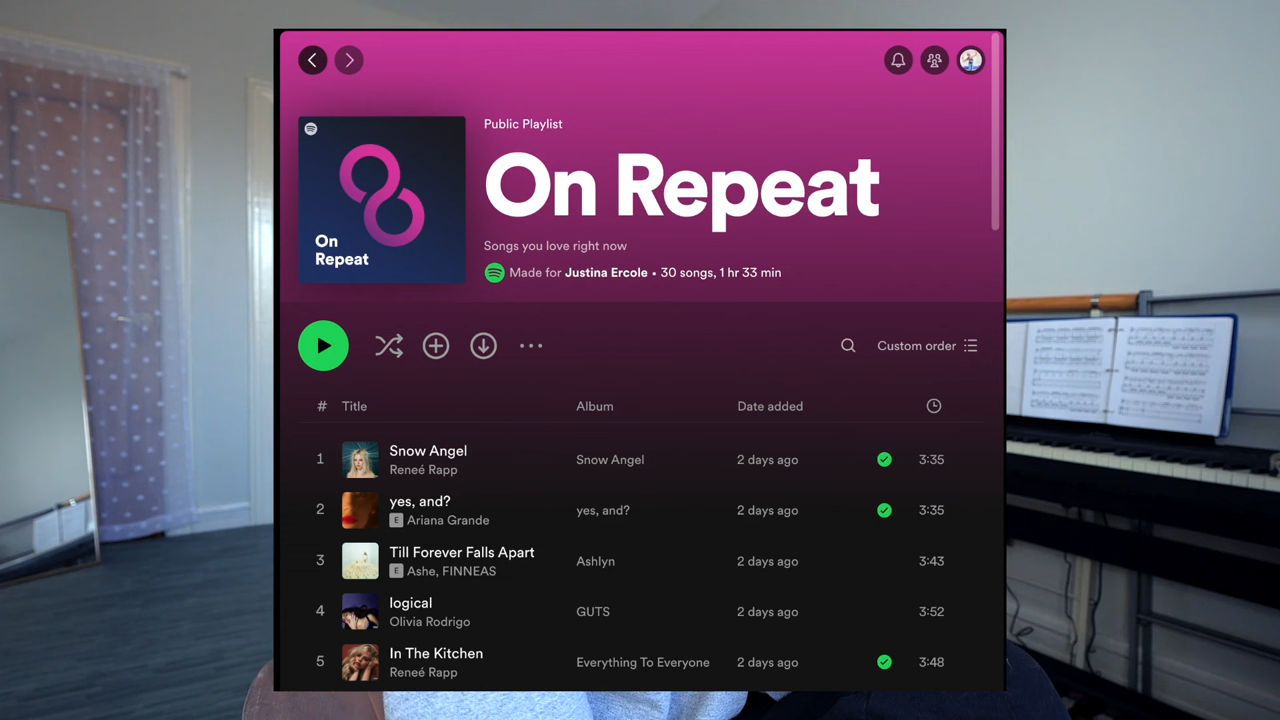 Public Playlist
On Repeat
On
Repeat
Songs you love right now
Made for Justina Ercole • 30 songs, 1 hr 33 min
Custom order
# Title Album Date added
1 Snow Angel Snow Angel 2 days ago 3:35
Reneé Rapp
2 yes, and? yes, and? 2 days ago 3:35
E Ariana Grande
3 Till Forever Falls Apart Ashlyn 2 days ago 3:43
E Ashe, FINNEAS
4 logical GUTS 2 days ago 3:52
Olivia Rodrigo
5 In The Kitchen Everything To Everyone 2 days ago 3:48
Reneé Rapp